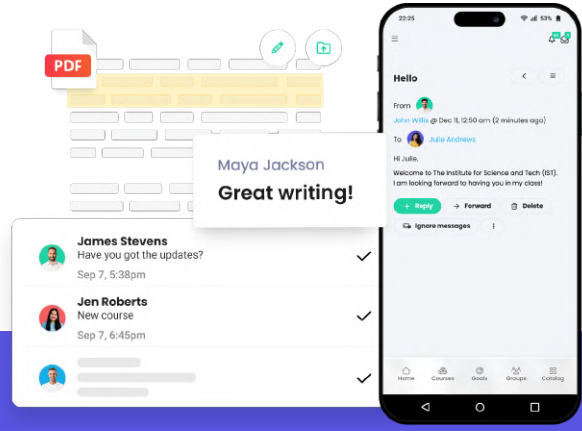 PDF
Maya Jackson
Great writing!
James Stevens
Have you got the updates?
Sep 7, 5:38pm
Jen Roberts
New course
Sep 7, 6:45pm
22:25
53%
Hello
From
John Willis @ Dec 11, 12:50 am (2 minutes ago)
To Julie Andrews
Hi Julie,
Welcome to The Institute for Science and Tech (IST).
I am looking forward to having you in my class!
+ Reply → Forward Delete
Ignore messages
Home Courses Goals Groups Catalog